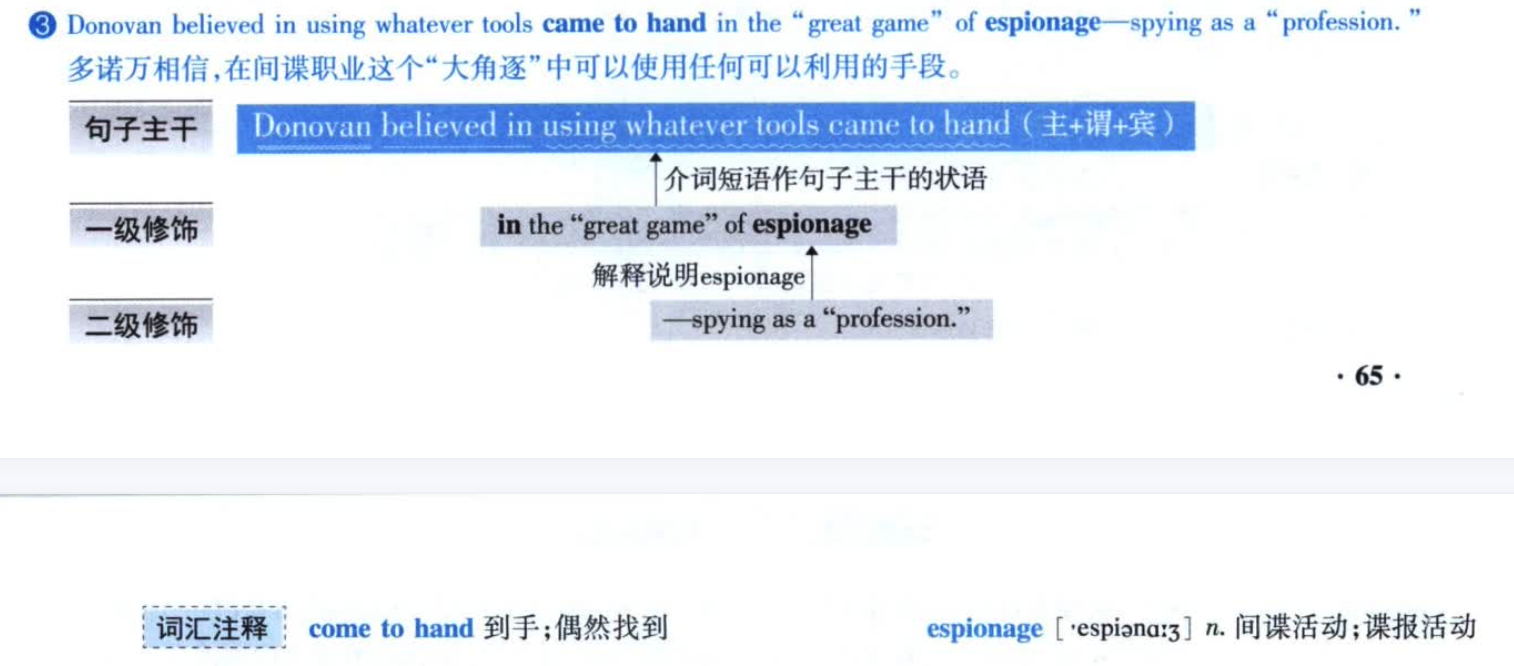 ③ Donovan believed in using whatever tools came to hand in the “great game” of espionage—spying as a “profession.”
多诺万相信,在间谍职业这个“大角逐”中可以使用任何可以利用的手段。
句子主干 Donovan believed in using whatever tools came to hand（主+谓+宾）
介词短语作句子主干的状语
一级修饰 in the “great game” of espionage
解释说明espionage
二级修饰 —spying as a “profession.”
· 65 ·
词汇注释 come to hand 到手;偶然找到 espionage [ˈespiənɑːʒ] n. 间谍活动;谍报活动